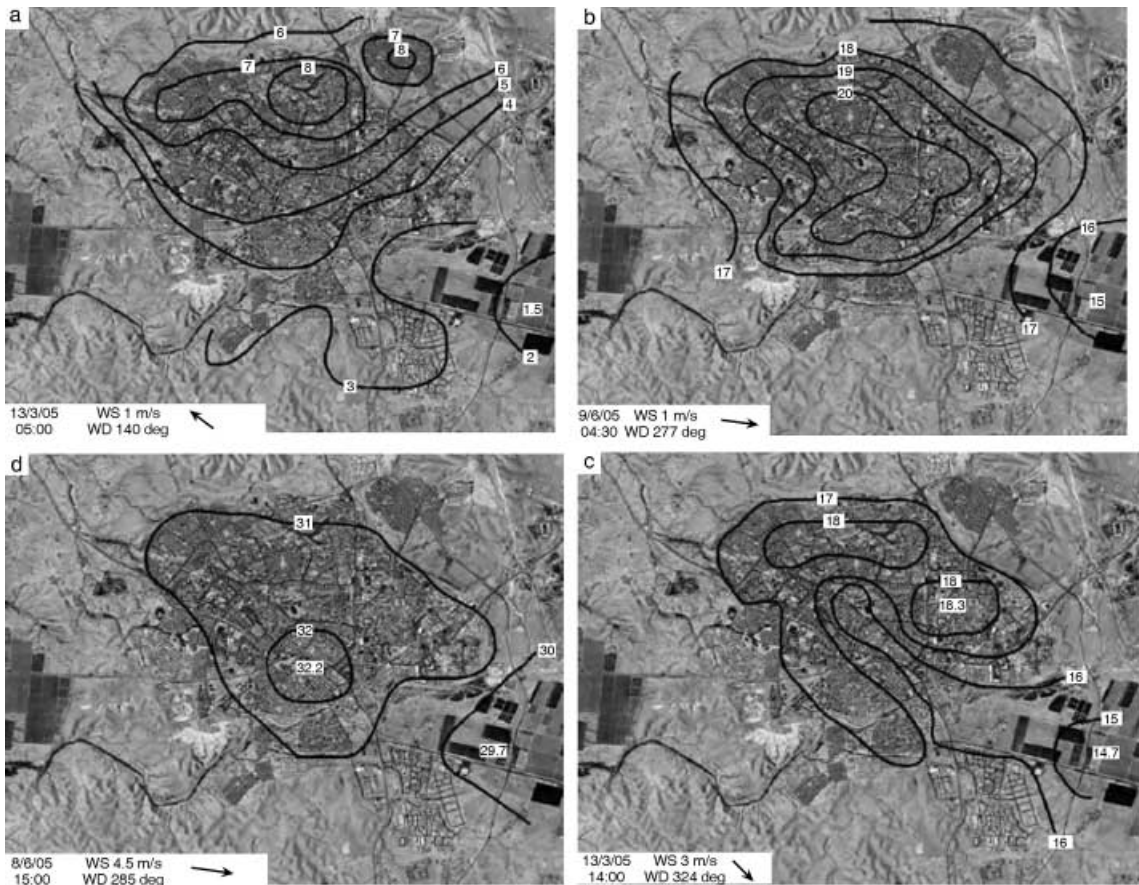 a
6
7
8
7
8
6
5
4
1.5
2
3
13/3/05 WS 1 m/s
05:00 WD 140 deg
b
18
19
20
17
16
15
17
9/6/05 WS 1 m/s
04:30 WD 277 deg
d
31
32
32.2
30
29.7
8/6/05 WS 4.5 m/s
15:00 WD 285 deg
c
17
18
18
18.3
16
15
14.7
16
13/3/05 WS 3 m/s
14:00 WD 324 deg